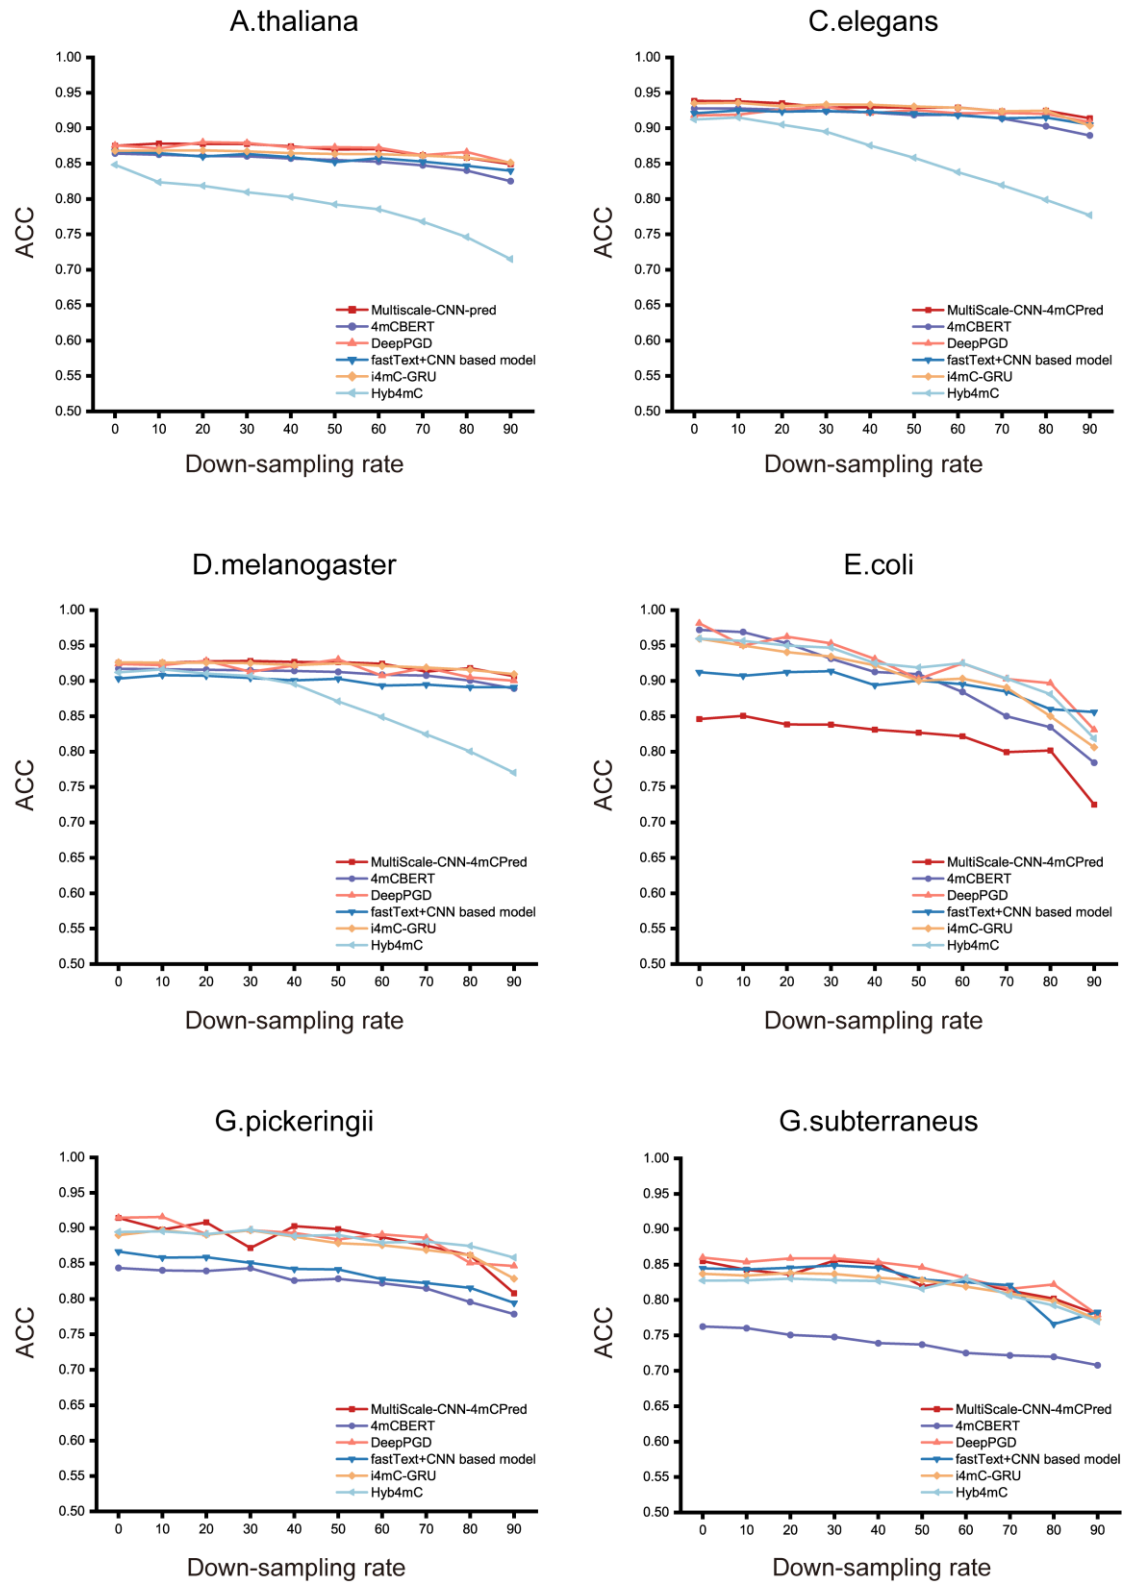 A.thaliana
1.00
0.95
0.90
0.85
0.80
0.75
0.70
0.65
0.60
0.55
0.50
ACC
Multiscale-CNN-pred
4mCBERT
DeepPGD
fastText+CNN based model
i4mC-GRU
Hyb4mC
0 10 20 30 40 50 60 70 80 90
Down-sampling rate
C.elegans
1.00
0.95
0.90
0.85
0.80
0.75
0.70
0.65
0.60
0.55
0.50
ACC
MultiScale-CNN-4mCPred
4mCBERT
DeepPGD
fastText+CNN based model
i4mC-GRU
Hyb4mC
0 10 20 30 40 50 60 70 80 90
Down-sampling rate
D.melanogaster
1.00
0.95
0.90
0.85
0.80
0.75
0.70
0.65
0.60
0.55
0.50
ACC
MultiScale-CNN-4mCPred
4mCBERT
DeepPGD
fastText+CNN based model
i4mC-GRU
Hyb4mC
0 10 20 30 40 50 60 70 80 90
Down-sampling rate
E.coli
1.00
0.95
0.90
0.85
0.80
0.75
0.70
0.65
0.60
0.55
0.50
ACC
MultiScale-CNN-4mCPred
4mCBERT
DeepPGD
fastText+CNN based model
i4mC-GRU
Hyb4mC
0 10 20 30 40 50 60 70 80 90
Down-sampling rate
G.pickeringii
1.00
0.95
0.90
0.85
0.80
0.75
0.70
0.65
0.60
0.55
0.50
ACC
MultiScale-CNN-4mCPred
4mCBERT
DeepPGD
fastText+CNN based model
i4mC-GRU
Hyb4mC
0 10 20 30 40 50 60 70 80 90
Down-sampling rate
G.subterraneus
1.00
0.95
0.90
0.85
0.80
0.75
0.70
0.65
0.60
0.55
0.50
ACC
MultiScale-CNN-4mCPred
4mCBERT
DeepPGD
fastText+CNN based model
i4mC-GRU
Hyb4mC
0 10 20 30 40 50 60 70 80 90
Down-sampling rate